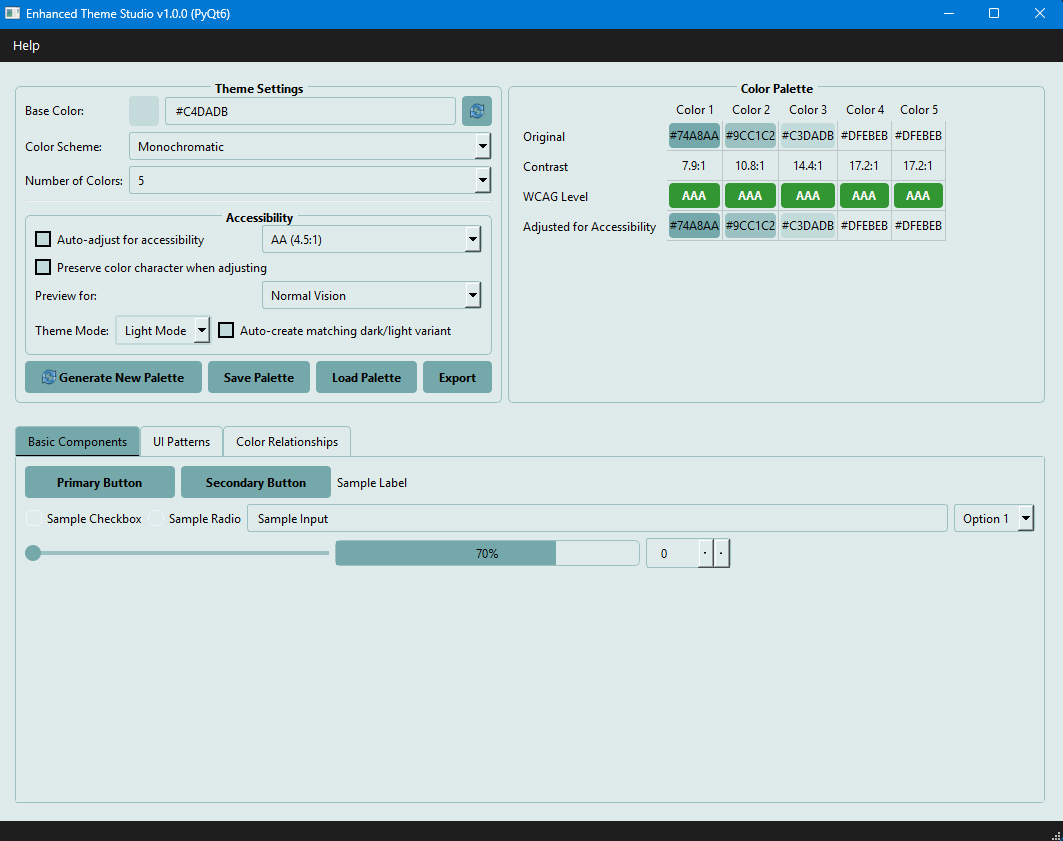 Enhanced Theme Studio v1.0.0 (PyQt6)
Help
Theme Settings
Base Color: #C4DADB
Color Scheme: Monochromatic
Number of Colors: 5
Accessibility
Auto-adjust for accessibility AA (4.5:1)
Preserve color character when adjusting
Preview for: Normal Vision
Theme Mode: Light Mode Auto-create matching dark/light variant
Generate New Palette Save Palette Load Palette Export
Color Palette
Color 1 Color 2 Color 3 Color 4 Color 5
Original #74A8AA #9CC1C2 #C3DADB #DFEBEB #DFEBEB
Contrast 7.9:1 10.8:1 14.4:1 17.2:1 17.2:1
WCAG Level AAA AAA AAA AAA AAA
Adjusted for Accessibility #74A8AA #9CC1C2 #C3DADB #DFEBEB #DFEBEB
Basic Components UI Patterns Color Relationships
Primary Button Secondary Button Sample Label
Sample Checkbox Sample Radio Sample Input Option 1
70% 0